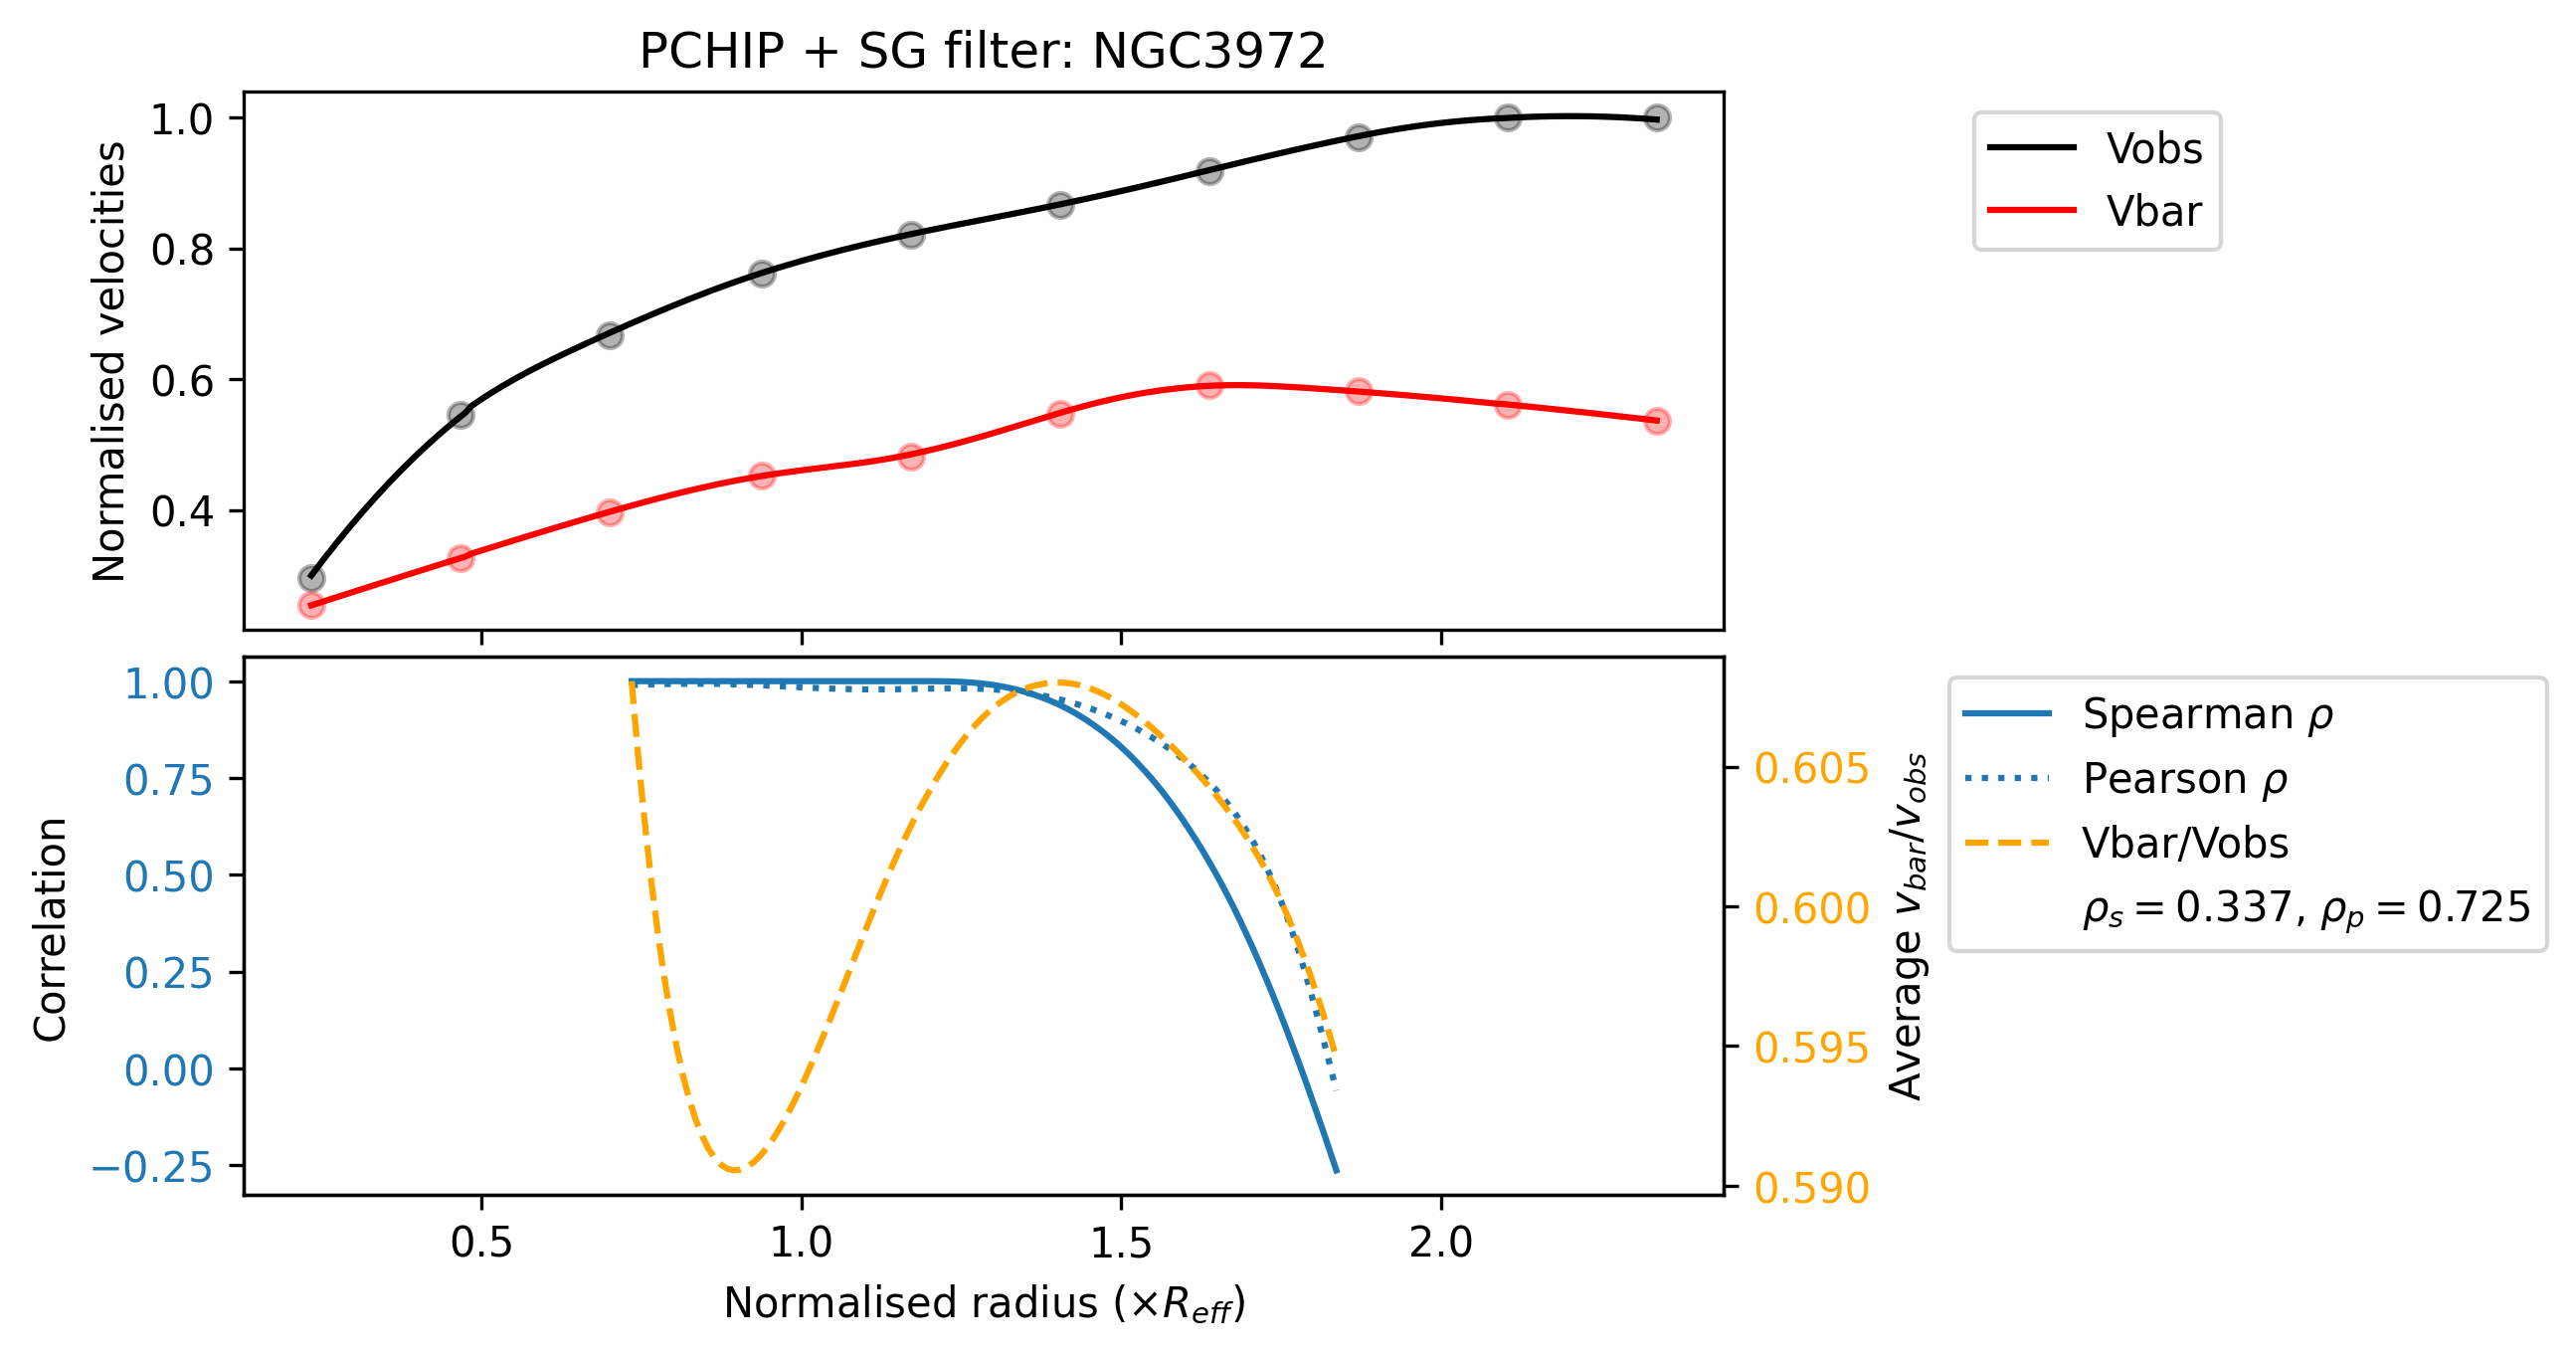 PCHIP + SG filter: NGC3972
Normalised velocities
1.0
0.8
0.6
0.4
Vobs
Vbar
Correlation
1.00
0.75
0.50
0.25
0.00
−0.25
0.605
0.600
0.595
0.590
Average v_bar/v_obs
Spearman ρ
Pearson ρ
Vbar/Vobs
ρ_s = 0.337, ρ_p = 0.725
0.5 1.0 1.5 2.0
Normalised radius (×R_eff)